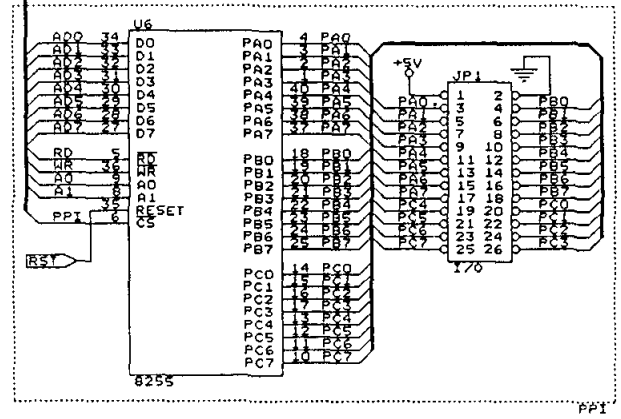 U6
AD0 34 D0
AD1 33 D1
AD2 32 D2
AD3 31 D3
AD4 30 D4
AD5 29 D5
AD6 28 D6
AD7 27 D7
RD 5 RD
WR 36 WR
A0 9 A0
A1 8 A1
35 RESET
PPI 6 CS
RST
PA0 4 PA0
PA1 3 PA1
PA2 2 PA2
PA3 1 PA3
PA4 40 PA4
PA5 39 PA5
PA6 38 PA6
PA7 37 PA7
PB0 18 PB0
PB1 19 PB1
PB2 20 PB2
PB3 21 PB3
PB4 22 PB4
PB5 23 PB5
PB6 24 PB6
PB7 25 PB7
PC0 14 PC0
PC1 15 PC1
PC2 16 PC2
PC3 17 PC3
PC4 13 PC4
PC5 12 PC5
PC6 11 PC6
PC7 10 PC7
8255
+5V
JP1
1 2
PA0 3 4 PB0
PA1 5 6 PB1
PA2 7 8 PB2
PA3 9 10 PB3
PA4 11 12 PB4
PA5 13 14 PB5
PA6 15 16 PB6
PA7 17 18 PB7
PC4 19 20 PC0
PC5 21 22 PC1
PC6 23 24 PC2
PC7 25 26 PC3
I/O
PPI